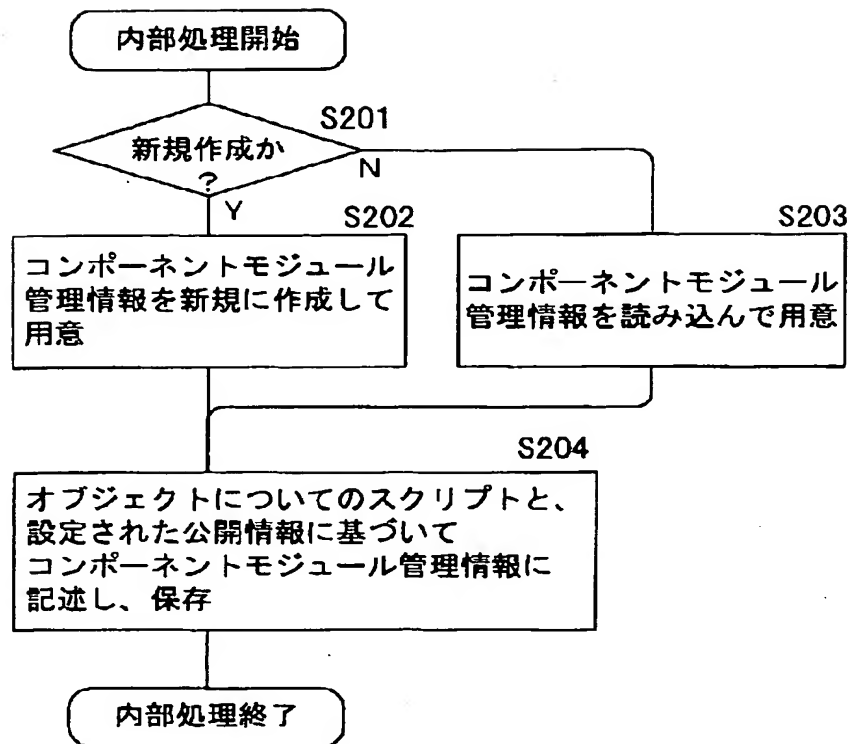 内部処理開始
S201
新規作成か
?
N
Y
S202
コンポーネントモジュール
管理情報を新規に作成して
用意
S203
コンポーネントモジュール
管理情報を読み込んで用意
S204
オブジェクトについてのスクリプトと、
設定された公開情報に基づいて
コンポーネントモジュール管理情報に
記述し、保存
内部処理終了